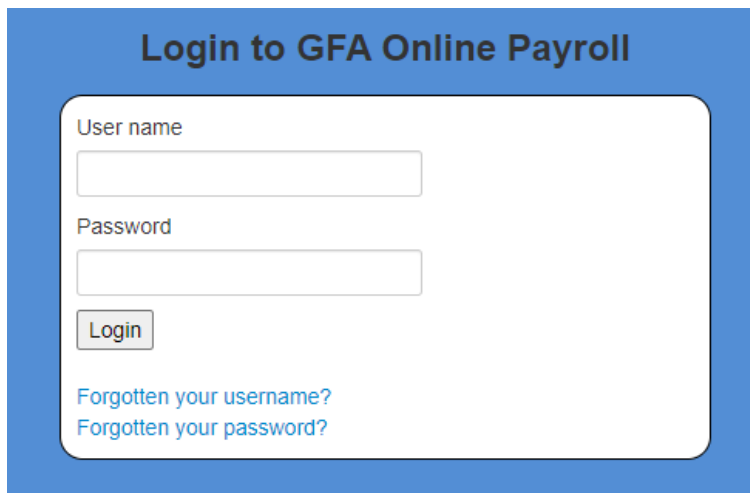 Login to GFA Online Payroll
User name
Password
Login
Forgotten your username?
Forgotten your password?